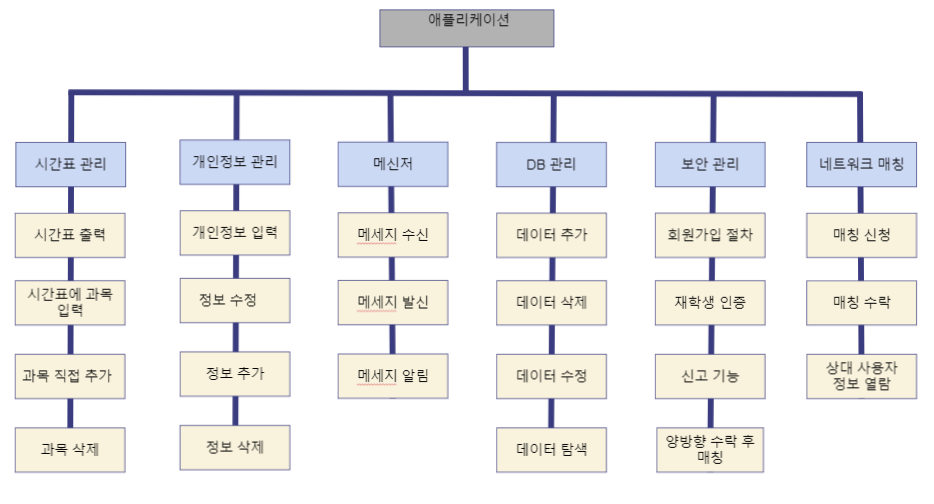 애플리케이션
시간표 관리
개인정보 관리
메신저
DB 관리
보안 관리
네트워크 매칭
시간표 출력
개인정보 입력
메세지 수신
데이터 추가
회원가입 절차
매칭 신청
시간표에 과목
입력
정보 수정
메세지 발신
데이터 삭제
재학생 인증
매칭 수락
과목 직접 추가
정보 추가
메세지 알림
데이터 수정
신고 기능
상대 사용자
정보 열람
과목 삭제
정보 삭제
데이터 탐색
양방향 수락 후
매칭